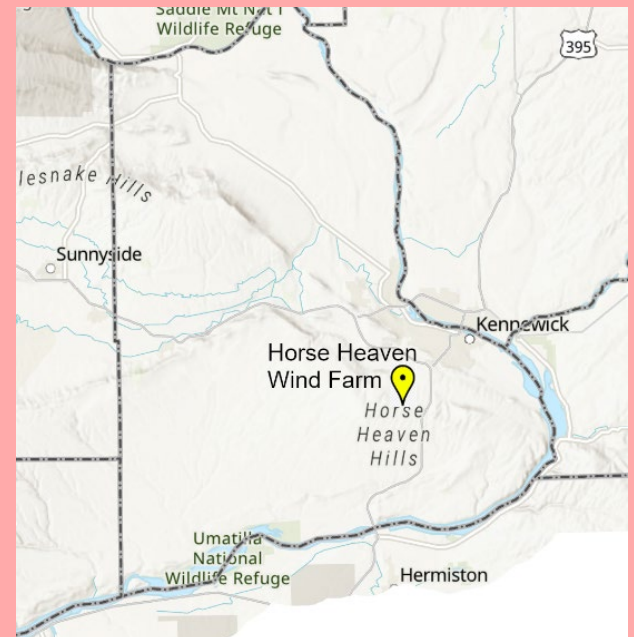 Saddle Mt Nat'l
Wildlife Refuge
395
lesnake Hills
Sunnyside
Kennewick
Horse Heaven
Wind Farm
Horse
Heaven
Hills
Umatilla
National
Wildlife Refuge
Hermiston